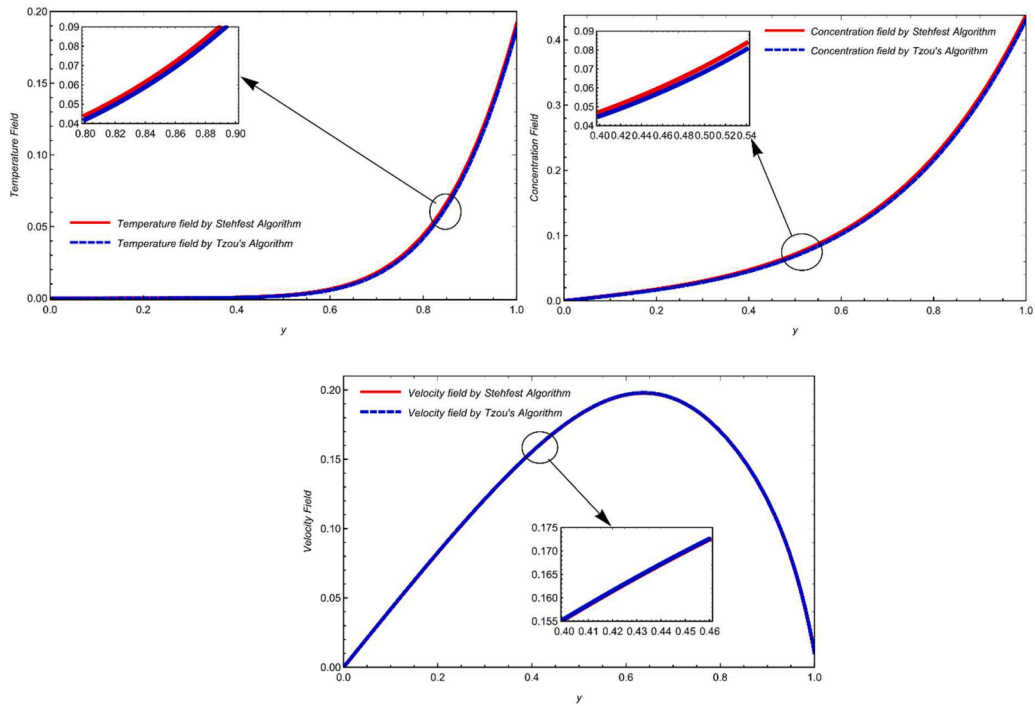 0.20
0.15
0.10
0.05
0.00
Temperature Field
0.09
0.08
0.07
0.06
0.05
0.04
0.80 0.82 0.84 0.86 0.88 0.90
Temperature field by Stehfest Algorithm
Temperature field by Tzou's Algorithm
0.0 0.2 0.4 0.6 0.8 1.0
y
0.4
0.3
0.2
0.1
0.0
Concentration Field
0.09
0.08
0.07
0.06
0.05
0.04
0.40 0.42 0.44 0.46 0.48 0.50 0.52 0.54
Concentration field by Stehfest Algorithm
Concentration field by Tzou's Algorithm
0.0 0.2 0.4 0.6 0.8 1.0
y
0.20
0.15
0.10
0.05
0.00
Velocity Field
Velocity field by Stehfest Algorithm
Velocity field by Tzou's Algorithm
0.175
0.170
0.165
0.160
0.155
0.40 0.41 0.42 0.43 0.44 0.45 0.46
0.0 0.2 0.4 0.6 0.8 1.0
y